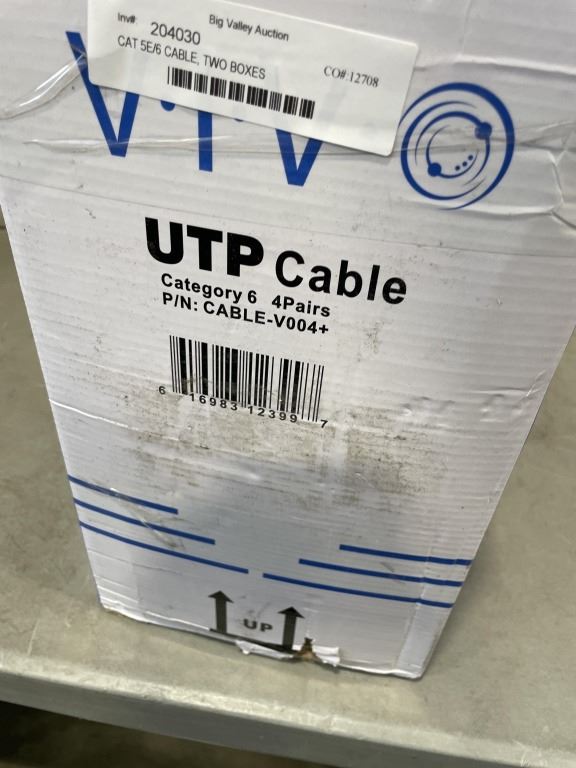 Inv#: 204030 Big Valley Auction
CAT 5E/6 CABLE, TWO BOXES CO#:12708
VIVO
UTP Cable
Category 6 4Pairs
P/N: CABLE-V004+
6 16983 12399 7
UP